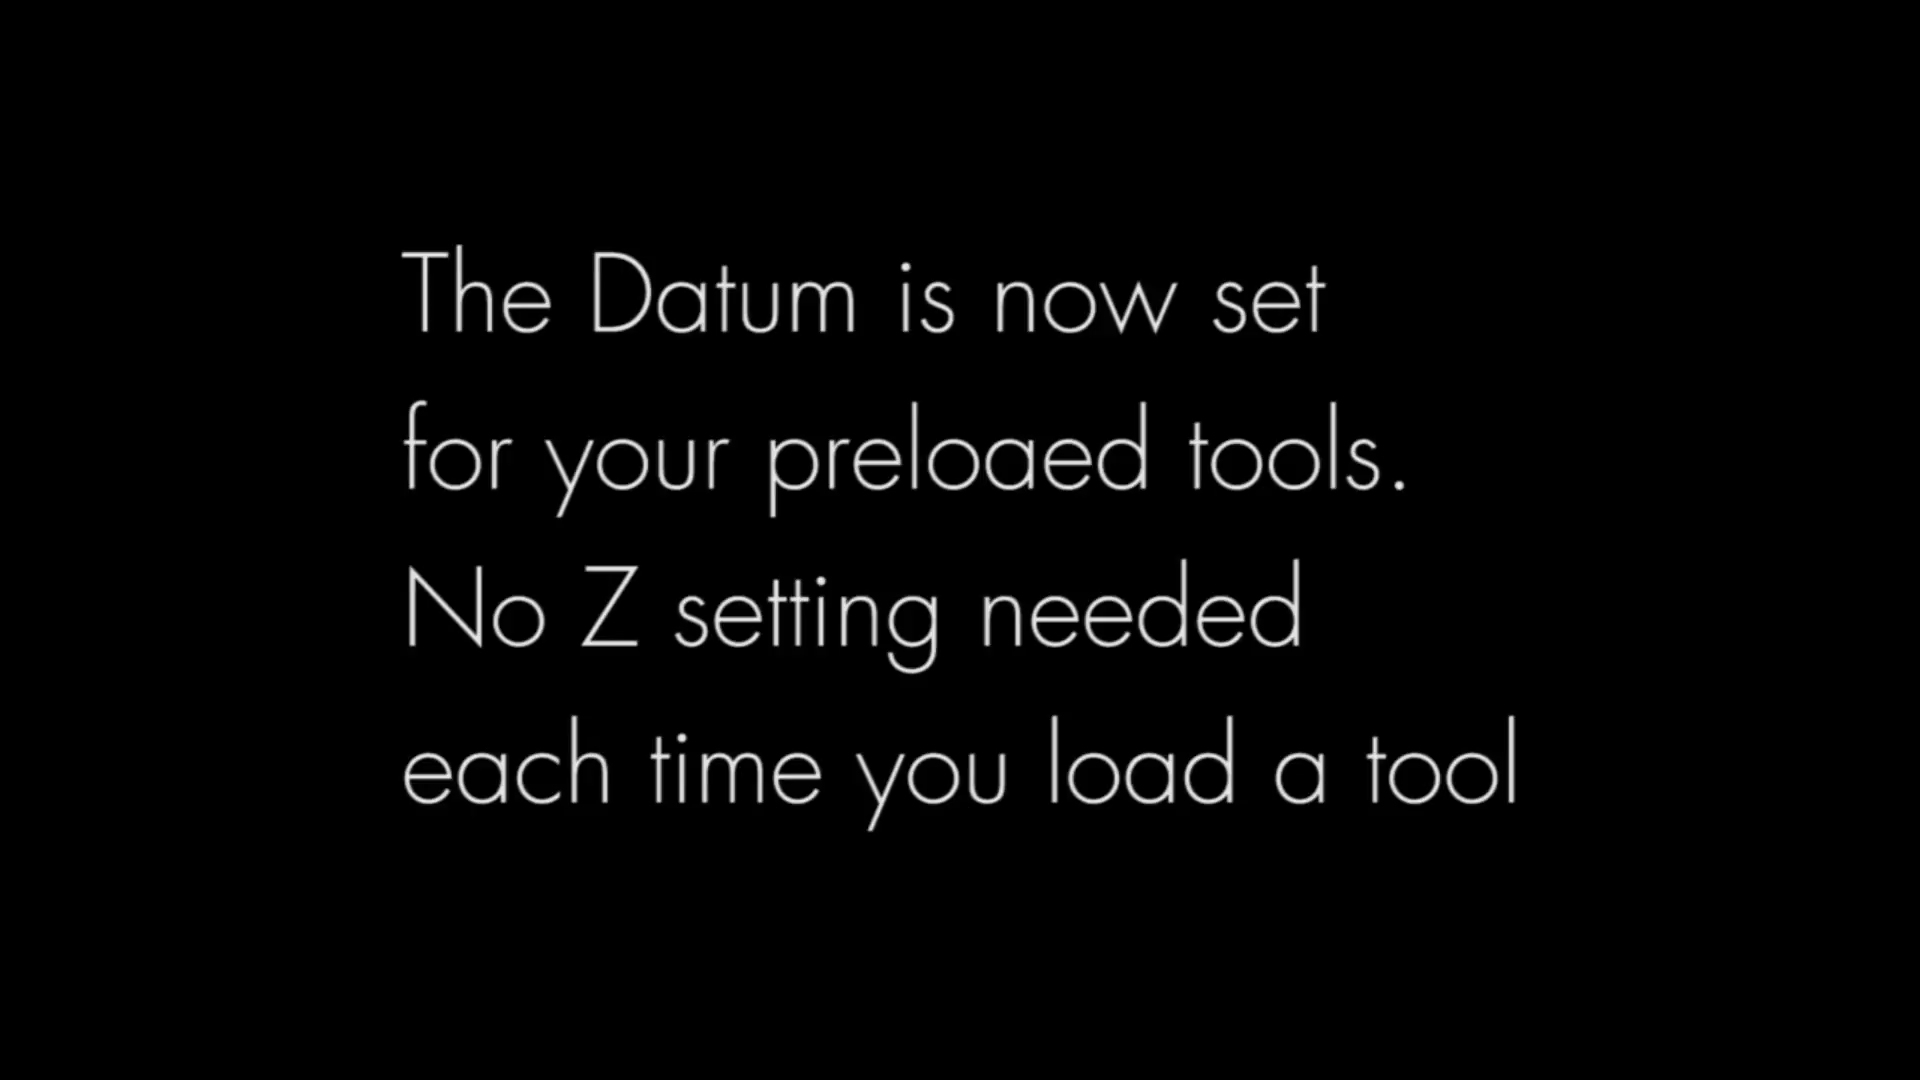 The Datum is now set
for your preloaed tools.
No Z setting needed
each time you load a tool